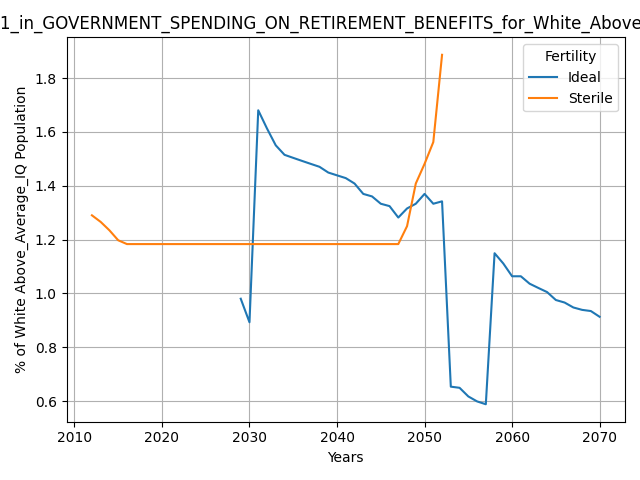 1_in_GOVERNMENT_SPENDING_ON_RETIREMENT_BENEFITS_for_White_Above
Fertility
Ideal
Sterile
% of White Above_Average_IQ Population
1.8
1.6
1.4
1.2
1.0
0.8
0.6
2010 2020 2030 2040 2050 2060 2070
Years